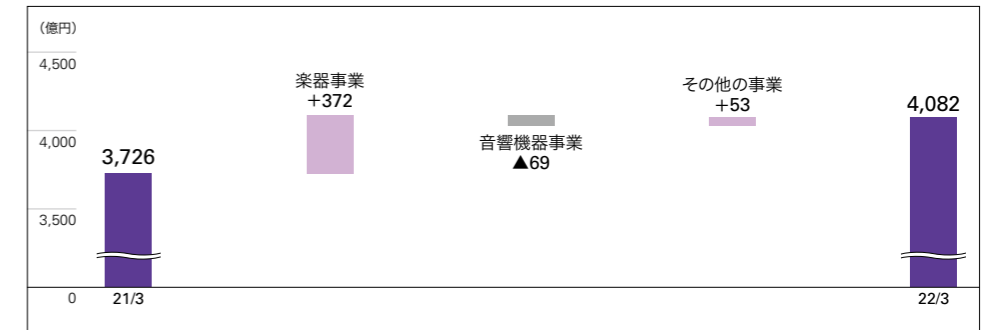 （億円）
4,500
4,000
3,500
0
3,726
21/3
楽器事業
＋372
音響機器事業
▲69
その他の事業
＋53
4,082
22/3